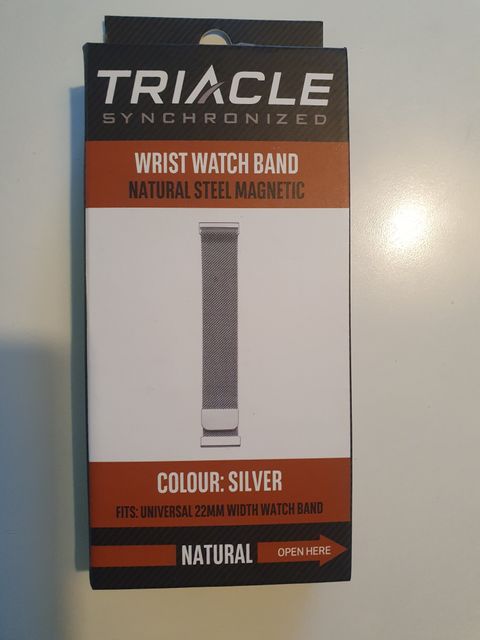 TRIACLE
SYNCHRONIZED
WRIST WATCH BAND
NATURAL STEEL MAGNETIC
COLOUR: SILVER
FITS: UNIVERSAL 22MM WIDTH WATCH BAND
NATURAL OPEN HERE